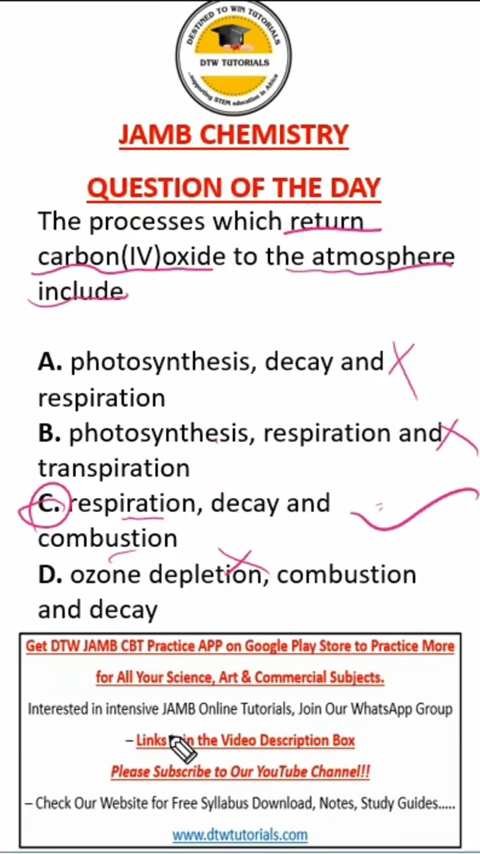 DESTINED TO WIN TUTORIALS
DTW TUTORIALS
...supporting STEM education in Africa
JAMB CHEMISTRY
QUESTION OF THE DAY
The processes which return
carbon(IV)oxide to the atmosphere
include
A. photosynthesis, decay and
respiration
B. photosynthesis, respiration and
transpiration
C. respiration, decay and
combustion
D. ozone depletion, combustion
and decay
Get DTW JAMB CBT Practice APP on Google Play Store to Practice More
for All Your Science, Art & Commercial Subjects.
Interested in intensive JAMB Online Tutorials, Join Our WhatsApp Group
– Links in the Video Description Box
Please Subscribe to Our YouTube Channel!!
– Check Our Website for Free Syllabus Download, Notes, Study Guides.....
www.dtwtutorials.com